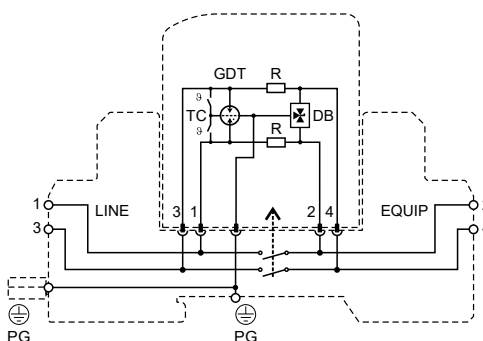 GDT R
ϑ
TC DB
ϑ
R
1 LINE 3 1 2 4 EQUIP
3
PG PG